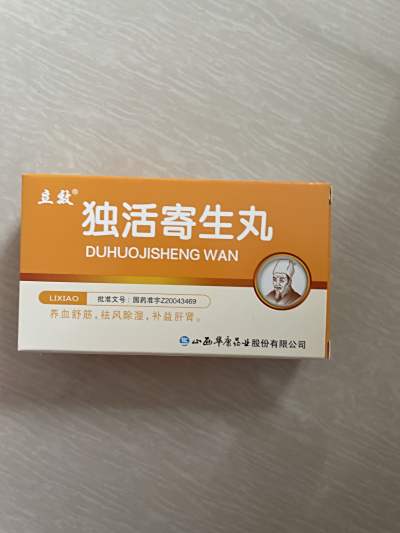 立效®
独活寄生丸
DUHUOJISHENG WAN
LIXIAO 批准文号：国药准字Z20043469
养血舒筋，祛风除湿，补益肝肾。
山西华康药业股份有限公司